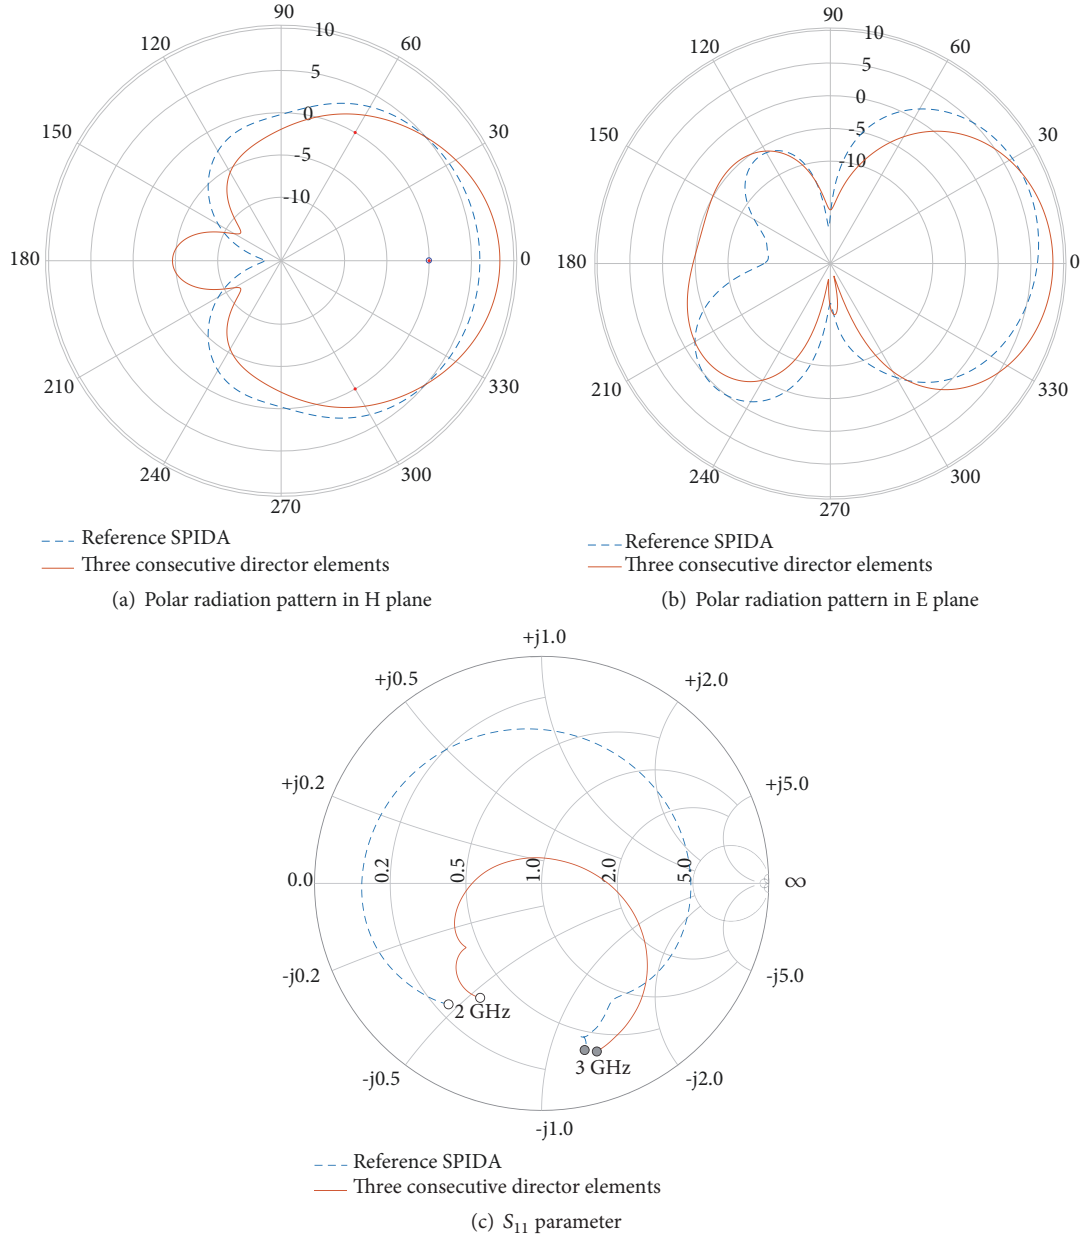 90
120
10
60
5
150
0
30
-5
-10
180
0
210
330
240
300
270
Reference SPIDA
Three consecutive director elements
(a) Polar radiation pattern in H plane
90
120
10
60
5
0
150
-5
30
-10
180
0
210
330
240
300
270
Reference SPIDA
Three consecutive director elements
(b) Polar radiation pattern in E plane
+j1.0
+j0.5
+j2.0
+j0.2
+j5.0
0.0
0.2
0.5
1.0
2.0
5.0
∞
-j0.2
-j5.0
2 GHz
3 GHz
-j0.5
-j2.0
-j1.0
Reference SPIDA
Three consecutive director elements
(c) S11 parameter